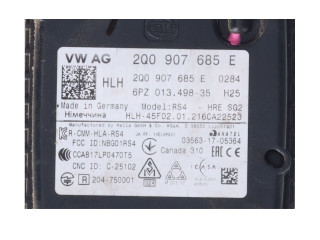 VW AG 2Q0 907 685 E
HLH 2Q0 907 685 E 0284
6PZ 013.498-35 H25
Made in Germany Model:RS4 - HRE SG2
Німеччина HLH-45F02.01.216CA22523
R-CMM-HLA-RS4
FCC ID:NBG01RS4 03563-17-05364
CCAB17LP0470T5 Canada 310
CNC ID: C-25102
R 204-750001